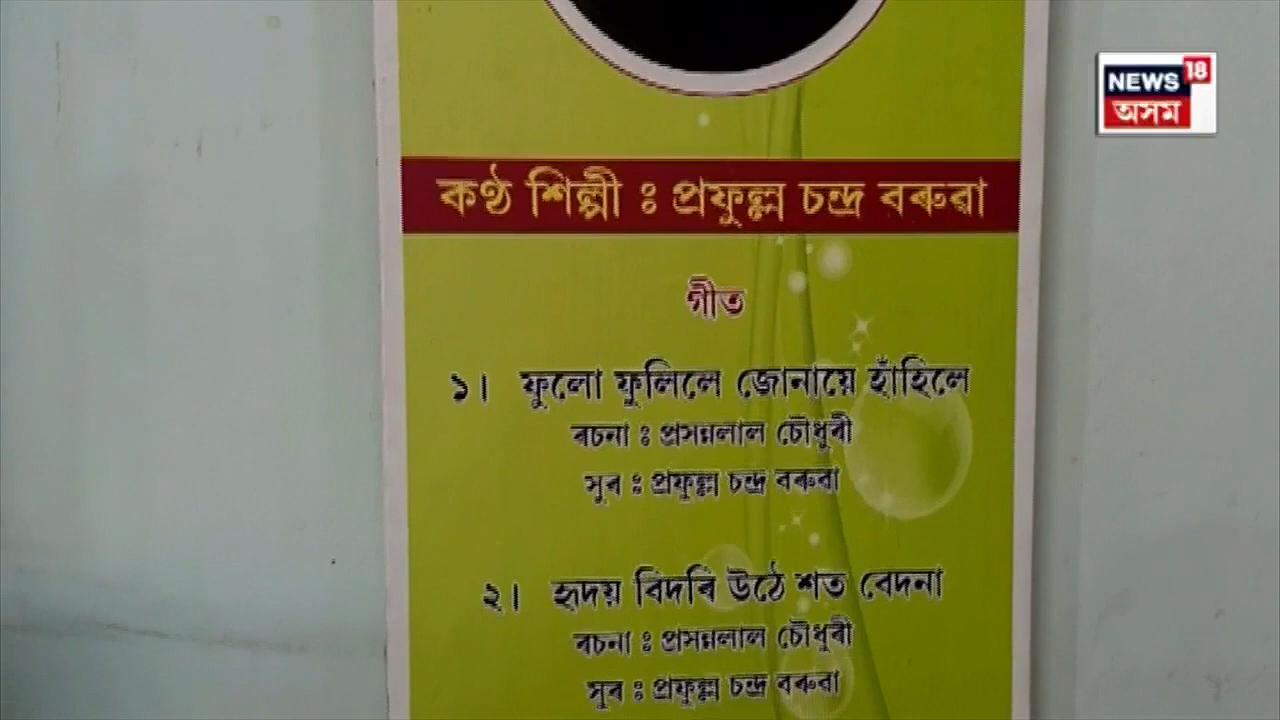 NEWS 18
অসম
কণ্ঠ শিল্পী ঃ প্ৰফুল্ল চন্দ্ৰ বৰুৱা
গীত
১। ফুলো ফুলিলে জোনায়ে হাঁহিলে
ৰচনা ঃ প্ৰসন্নলাল চৌধুৰী
সুৰ ঃ প্ৰফুল্ল চন্দ্ৰ বৰুৱা
২। হৃদয় বিদৰি উঠে শত বেদনা
ৰচনা ঃ প্ৰসন্নলাল চৌধুৰী
সুৰ ঃ প্ৰফুল্ল চন্দ্ৰ বৰুৱা